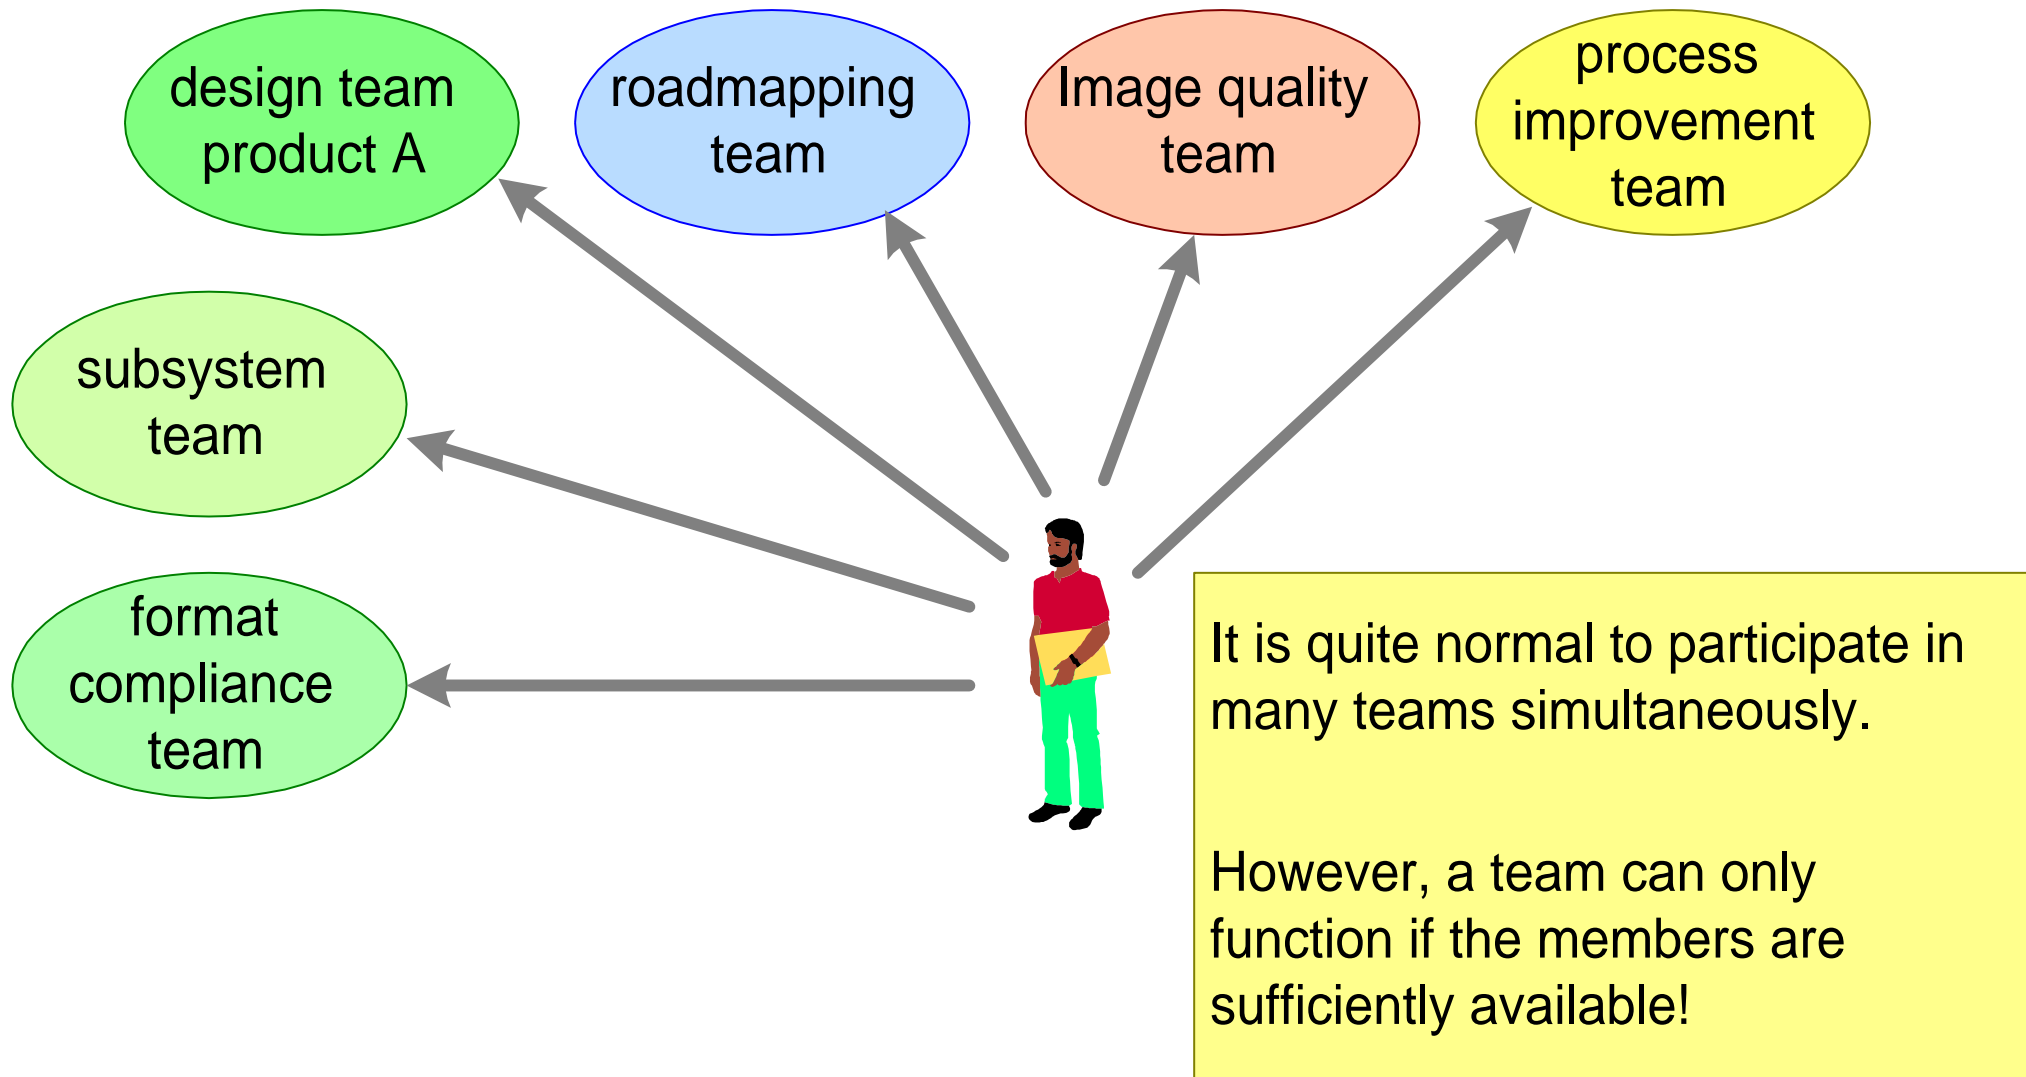 design team
product A
roadmapping
team
Image quality
team
process
improvement
team
subsystem
team
format
compliance
team
It is quite normal to participate in
many teams simultaneously.
However, a team can only
function if the members are
sufficiently available!